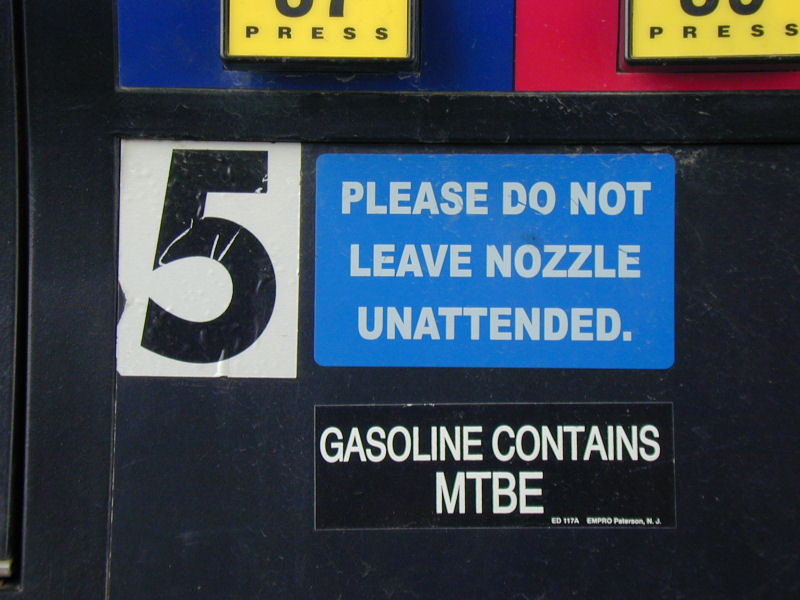 PRESS
PRESS
5
PLEASE DO NOT
LEAVE NOZZLE
UNATTENDED.
GASOLINE CONTAINS
MTBE
ED 117A EMPRO Paterson, N. J.